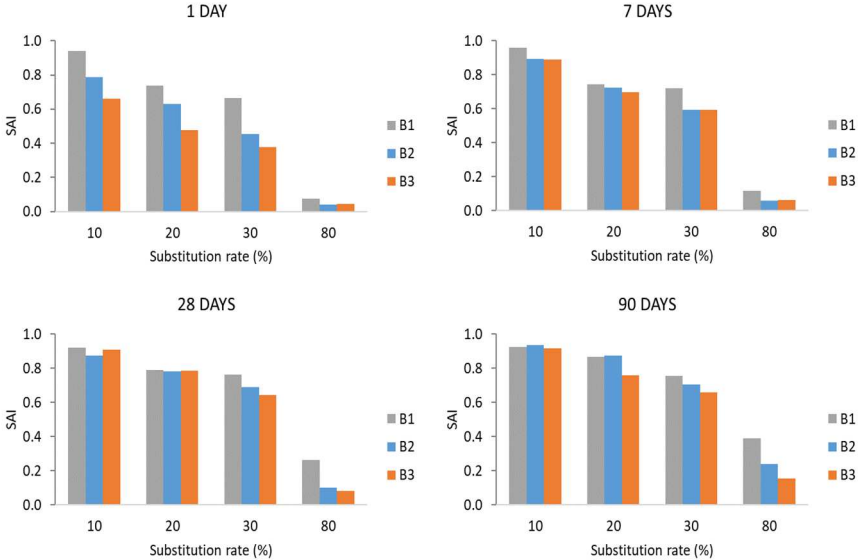 1 DAY
1.0
0.8
0.6
0.4
0.2
0.0
SAI
10 20 30 80
Substitution rate (%)
B1
B2
B3
7 DAYS
1.0
0.8
0.6
0.4
0.2
0.0
SAI
10 20 30 80
Substitution rate (%)
B1
B2
B3
28 DAYS
1.0
0.8
0.6
0.4
0.2
0.0
SAI
10 20 30 80
Substitution rate (%)
B1
B2
B3
90 DAYS
1.0
0.8
0.6
0.4
0.2
0.0
SAI
10 20 30 80
Substitution rate (%)
B1
B2
B3